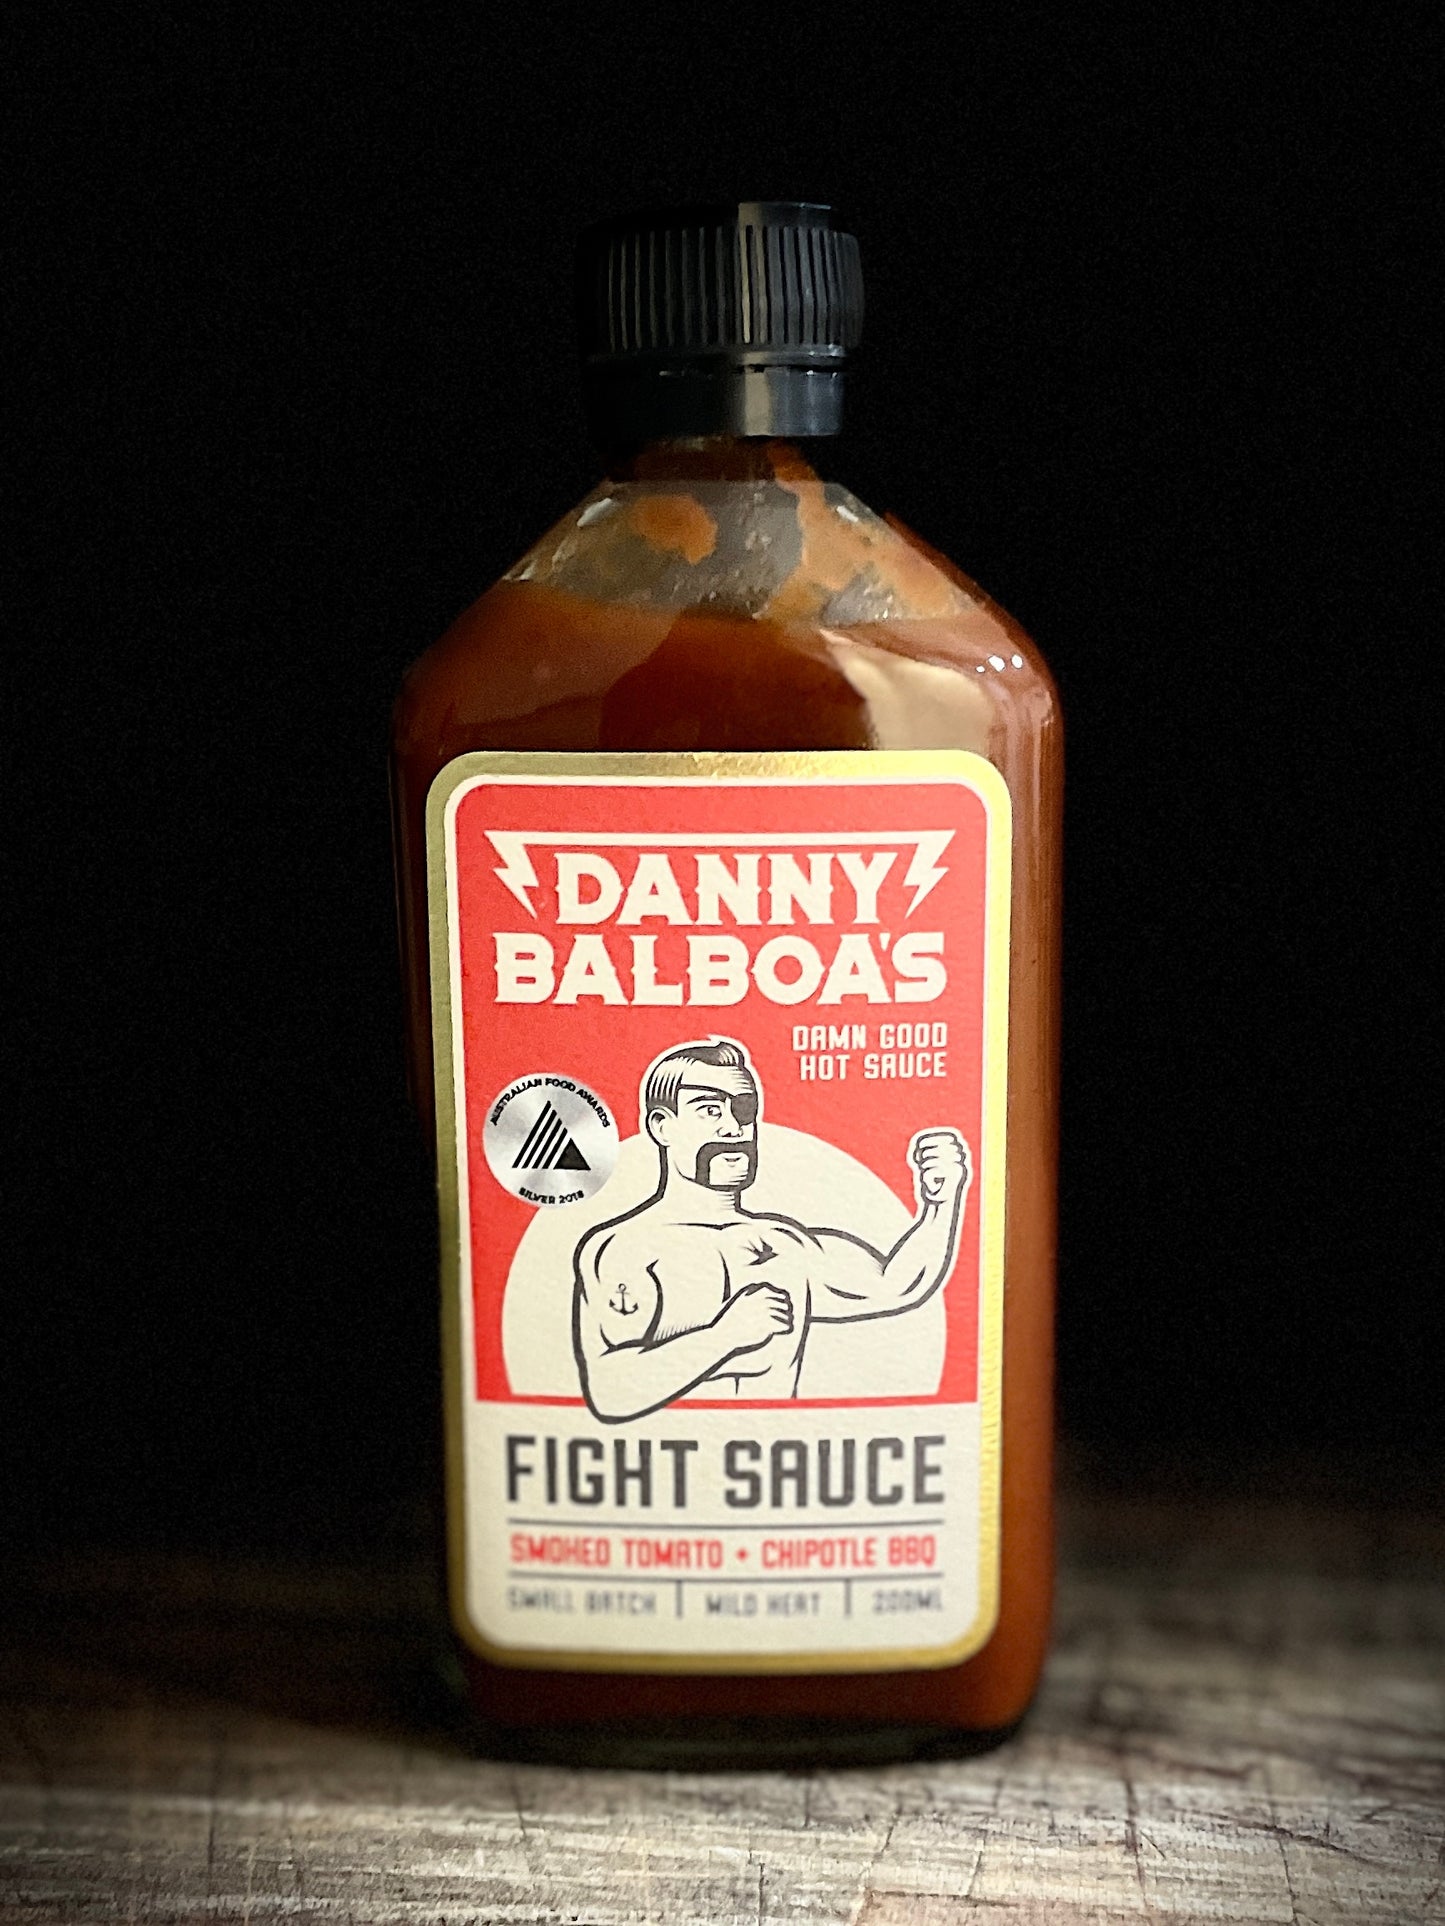 DANNY
BALBOA'S
DAMN GOOD
HOT SAUCE
AUSTRALIAN FOOD AWARDS
SILVER 2018
FIGHT SAUCE
SMOKED TOMATO + CHIPOTLE BBQ
SMALL BATCH | MILD HEAT | 200ML